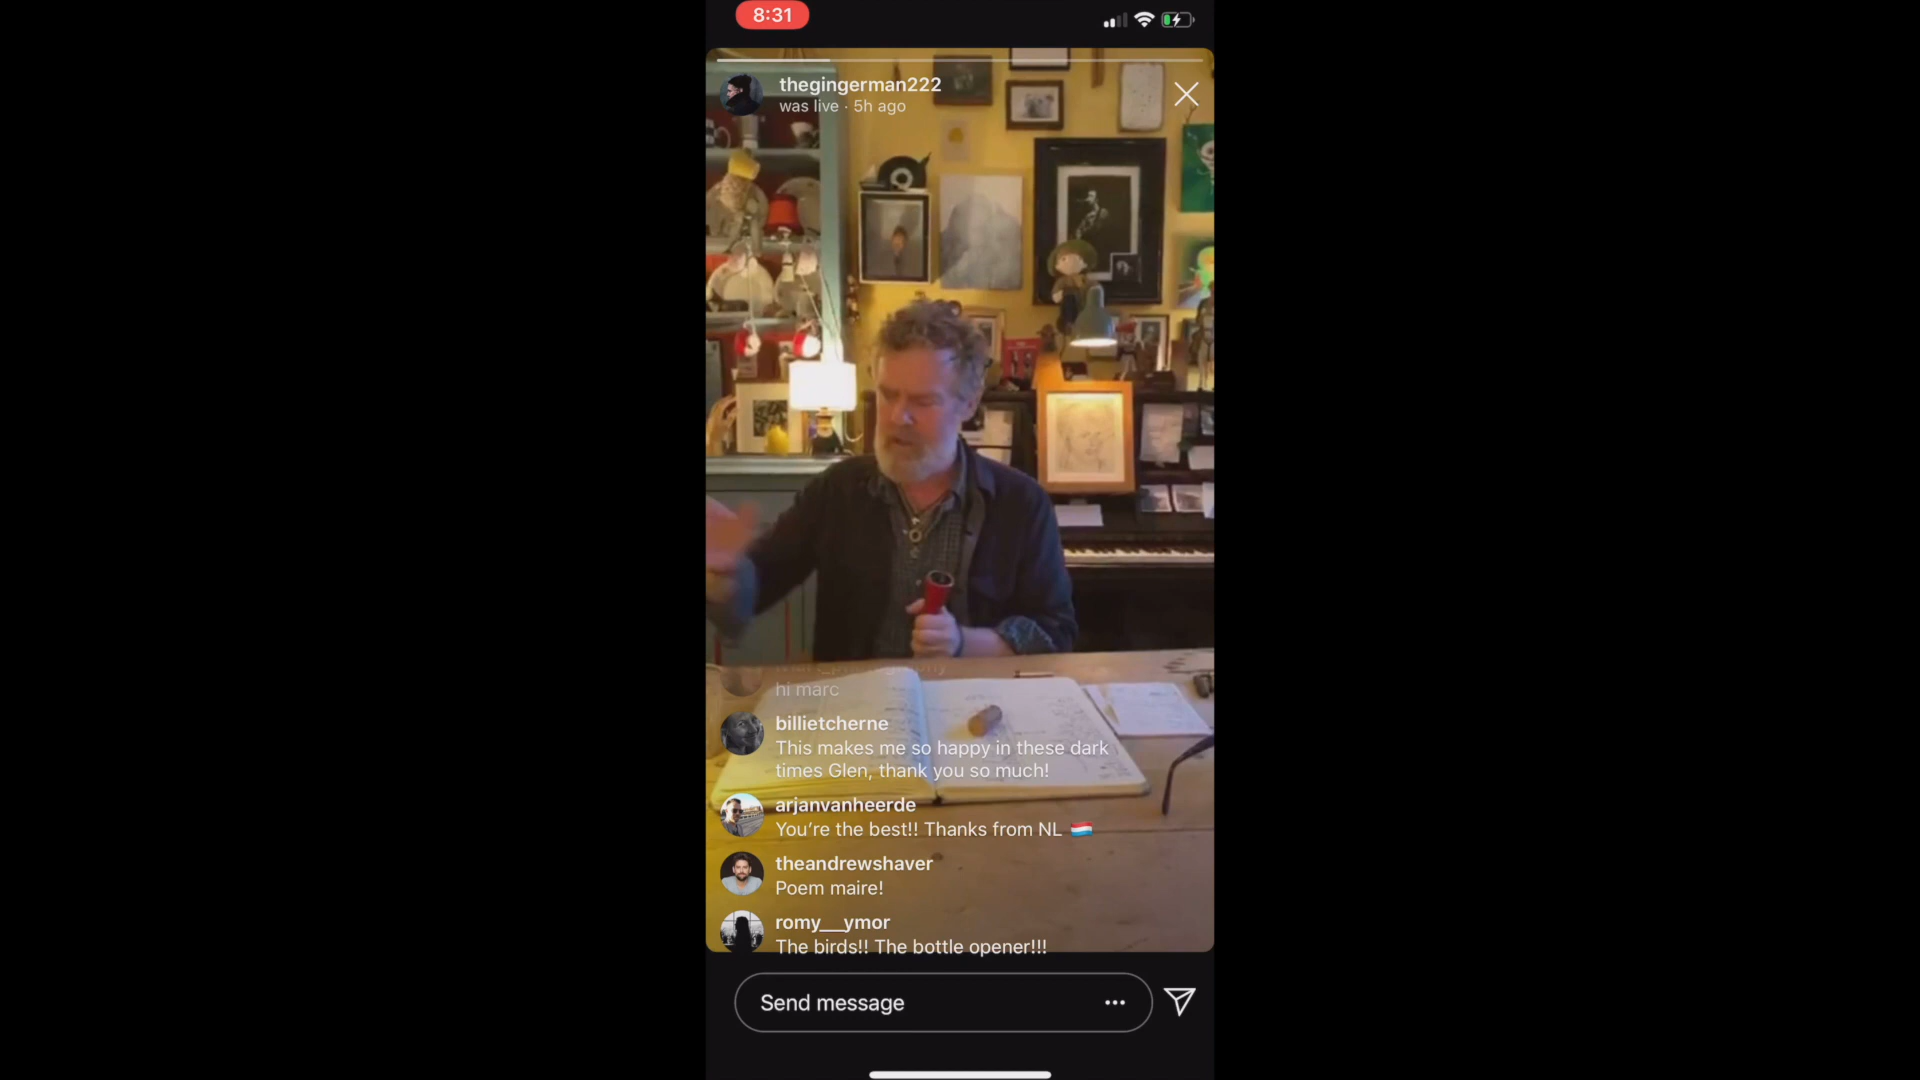 8:31
thegingerman222
was live · 5h ago
hi marc
billietcherne
This makes me so happy in these dark
times Glen, thank you so much!
arjanvanheerde
You're the best!! Thanks from NL
theandrewshaver
Poem maire!
romy__ymor
The birds!! The bottle opener!!!
Send message